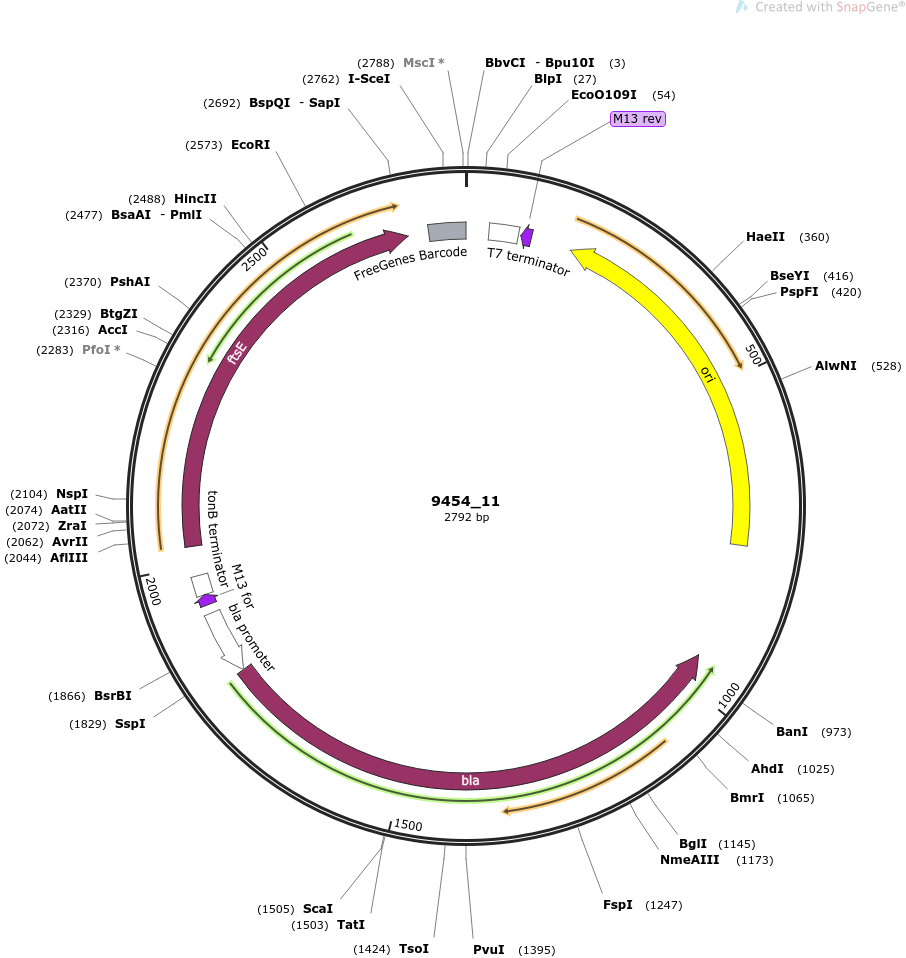 Created with SnapGene®
(2788) MscI *
BbvCI - Bpu10I (3)
(2762) I-SceI
BlpI (27)
(2692) BspQI - SapI
EcoO109I (54)
M13 rev
(2573) EcoRI
(2488) HincII
(2477) BsaAI - PmlI
HaeII (360)
2500
T7 terminator
FreeGenes Barcode
BseYI (416)
(2370) PshAI
PspFI (420)
(2329) BtgZI
(2316) AccI
(2283) PfoI *
ftsE
500
AlwNI (528)
ori
(2104) NspI
9454_11
(2074) AatII
2792 bp
(2072) ZraI
(2062) AvrII
(2044) AflIII
tonB terminator
M13 for
2000
bla promoter
(1866) BsrBI
1000
(1829) SspI
BanI (973)
AhdI (1025)
bla
BmrI (1065)
1500
BglI (1145)
NmeAIII (1173)
FspI (1247)
(1505) ScaI
(1503) TatI
(1424) TsoI
PvuI (1395)